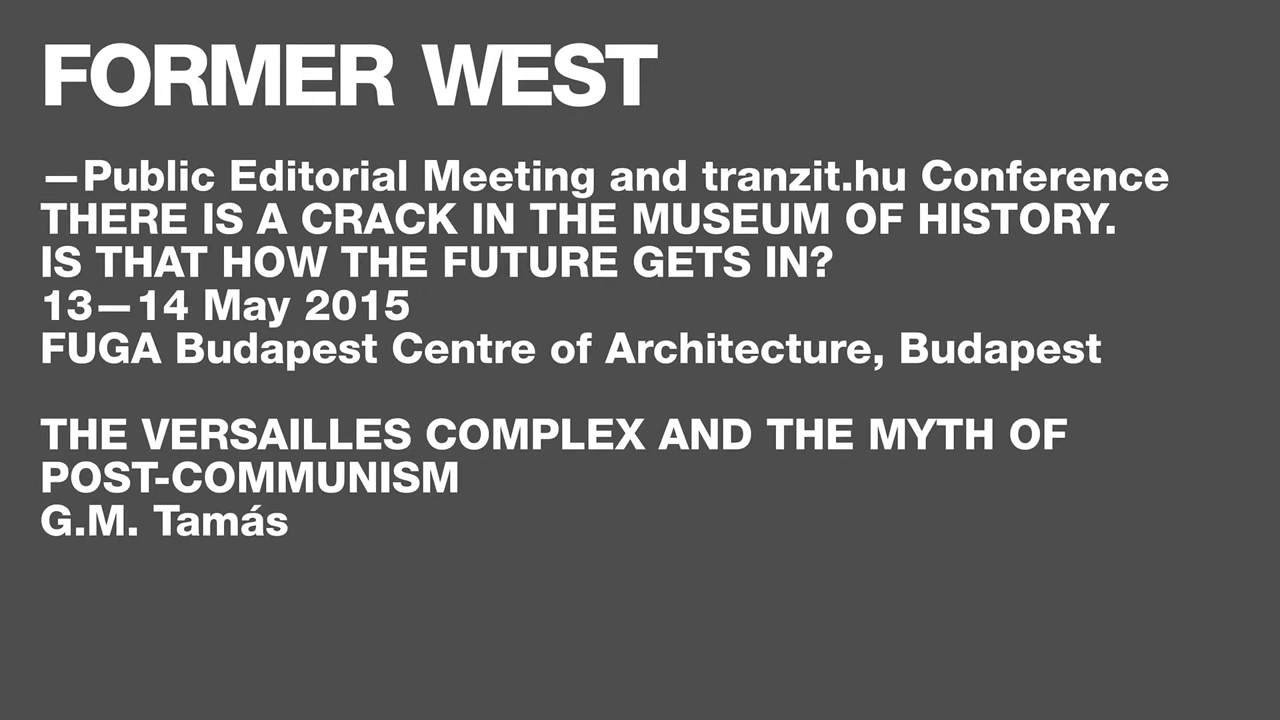 FORMER WEST
—Public Editorial Meeting and tranzit.hu Conference
THERE IS A CRACK IN THE MUSEUM OF HISTORY.
IS THAT HOW THE FUTURE GETS IN?
13—14 May 2015
FUGA Budapest Centre of Architecture, Budapest
THE VERSAILLES COMPLEX AND THE MYTH OF
POST-COMMUNISM
G.M. Tamás